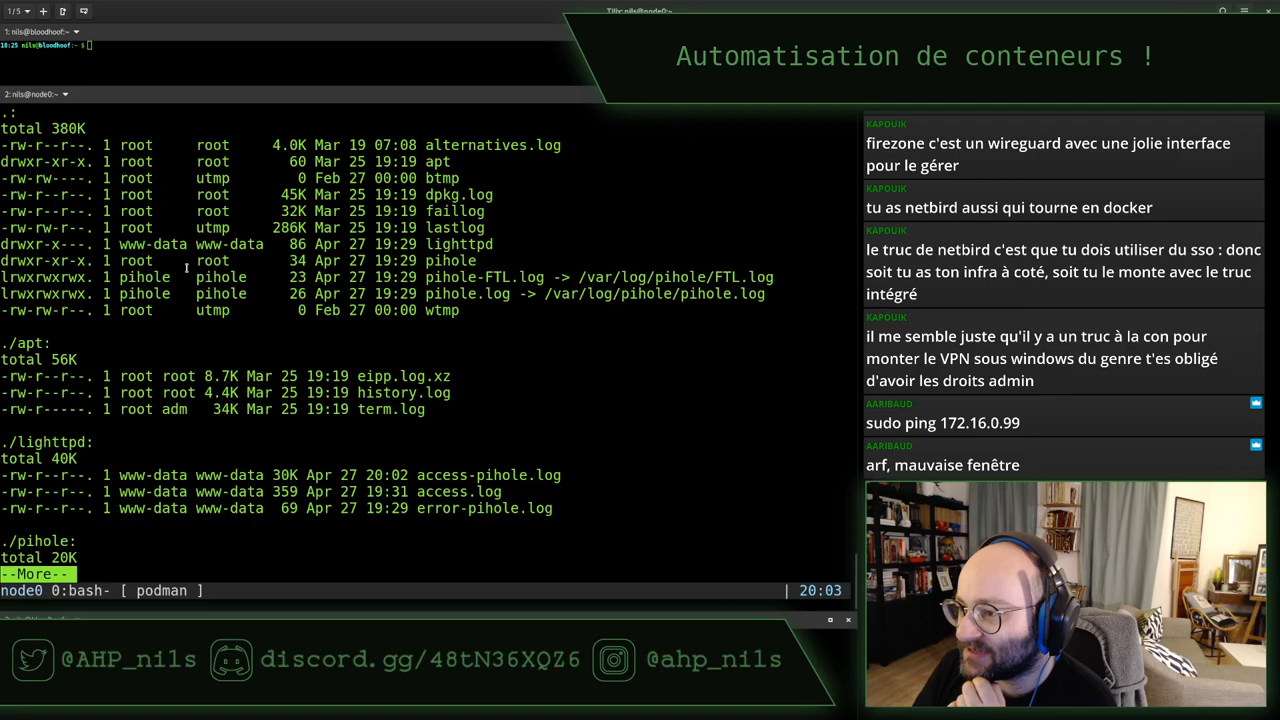 1/5
Tilix: nils@node0:~
1: nils@bloodhoof:~
18:25 nils@bloodhoof:~ $
Automatisation de conteneurs !
2: nils@node0:~
.:
total 380K
-rw-r--r--. 1 root     root     4.0K Mar 19 07:08 alternatives.log
drwxr-xr-x. 1 root     root       60 Mar 25 19:19 apt
-rw-rw----. 1 root     utmp        0 Feb 27 00:00 btmp
-rw-r--r--. 1 root     root      45K Mar 25 19:19 dpkg.log
-rw-r--r--. 1 root     root      32K Mar 25 19:19 faillog
-rw-rw-r--. 1 root     utmp     286K Mar 25 19:19 lastlog
drwxr-x---. 1 www-data www-data   86 Apr 27 19:29 lighttpd
drwxr-xr-x. 1 root     root       34 Apr 27 19:29 pihole
lrwxrwxrwx. 1 pihole   pihole     23 Apr 27 19:29 pihole-FTL.log -> /var/log/pihole/FTL.log
lrwxrwxrwx. 1 pihole   pihole     26 Apr 27 19:29 pihole.log -> /var/log/pihole/pihole.log
-rw-rw-r--. 1 root     utmp        0 Feb 27 00:00 wtmp
./apt:
total 56K
-rw-r--r--. 1 root root 8.7K Mar 25 19:19 eipp.log.xz
-rw-r--r--. 1 root root 4.4K Mar 25 19:19 history.log
-rw-r-----. 1 root adm   34K Mar 25 19:19 term.log
./lighttpd:
total 40K
-rw-r--r--. 1 www-data www-data 30K Apr 27 20:02 access-pihole.log
-rw-r--r--. 1 www-data www-data 359 Apr 27 19:31 access.log
-rw-r--r--. 1 www-data www-data  69 Apr 27 19:29 error-pihole.log
./pihole:
total 20K
--More--
node0 0:bash- [ podman ] | 20:03
KAPOUIK
firezone c'est un wireguard avec une jolie interface
pour le gérer
KAPOUIK
tu as netbird aussi qui tourne en docker
KAPOUIK
le truc de netbird c'est que tu dois utiliser du sso : donc
soit tu as ton infra à coté, soit tu le monte avec le truc
intégré
KAPOUIK
il me semble juste qu'il y a un truc à la con pour
monter le VPN sous windows du genre t'es obligé
d'avoir les droits admin
AARIBAUD
sudo ping 172.16.0.99
AARIBAUD
arf, mauvaise fenêtre
@AHP_nils
discord.gg/48tN36XQZ6
@ahp_nils